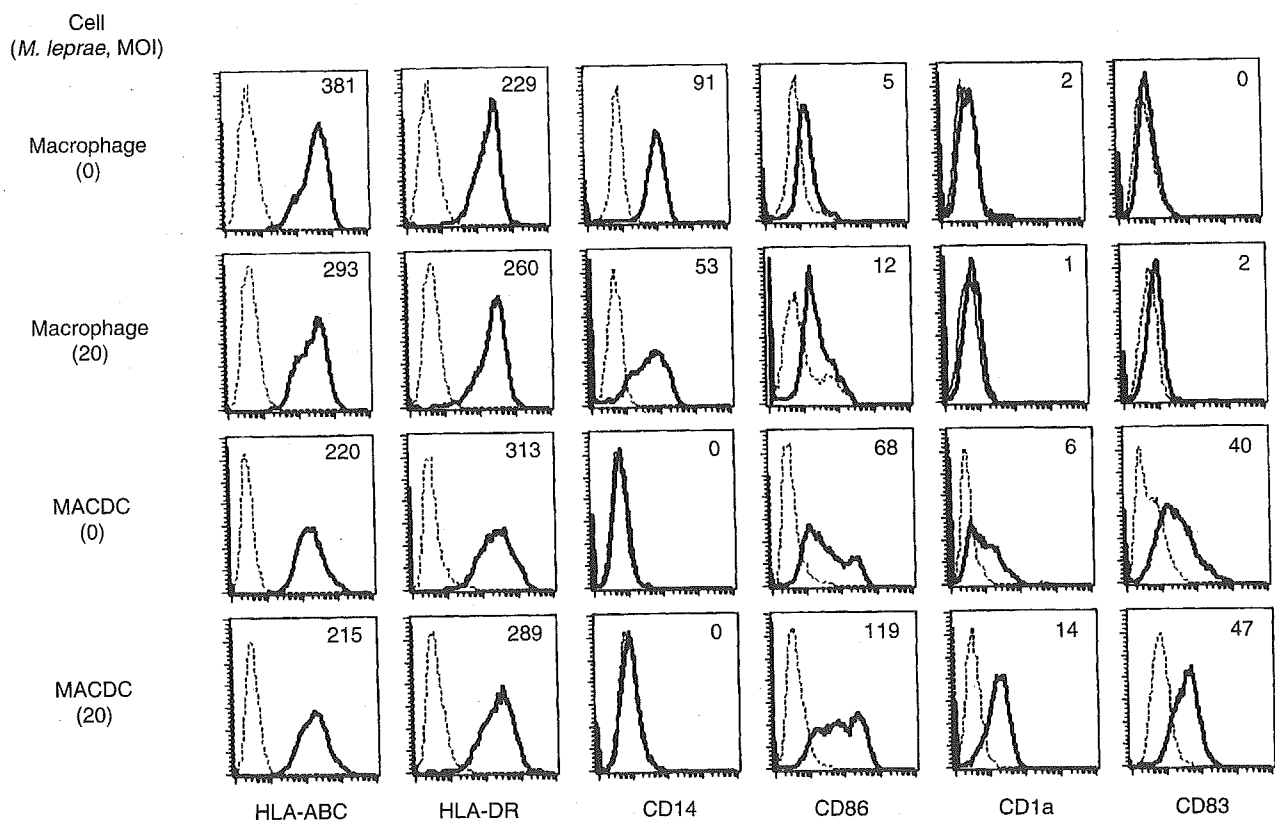 Cell
(M. leprae, MOI)
381 229 91 5 2 0
Macrophage
(0)
293 260 53 12 1 2
Macrophage
(20)
220 313 0 68 6 40
MACDC
(0)
215 289 0 119 14 47
MACDC
(20)
HLA-ABC HLA-DR CD14 CD86 CD1a CD83